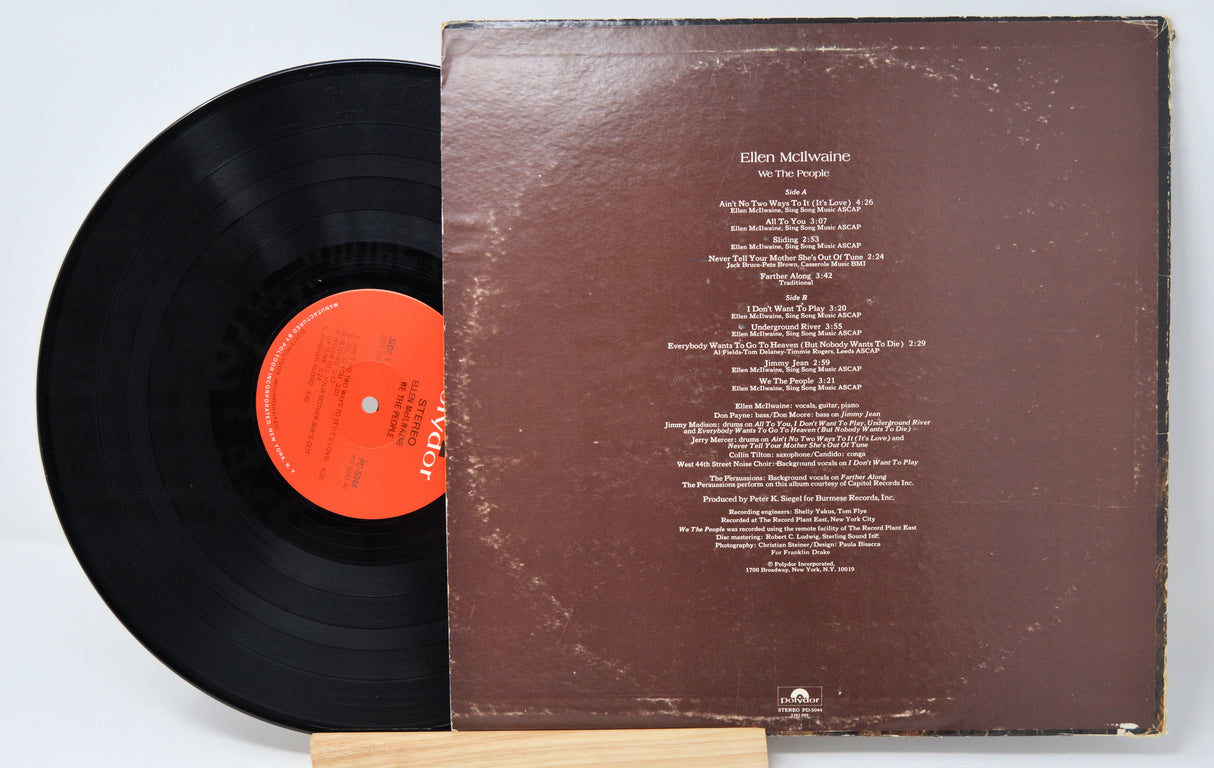 Ellen McIlwaine
We The People
Side A
Ain't No Two Ways To It (It's Love) 4:26
Ellen McIlwaine, Sing Song Music ASCAP
All To You 3:07
Ellen McIlwaine, Sing Song Music ASCAP
Sliding 2:53
Ellen McIlwaine, Sing Song Music ASCAP
Never Tell Your Mother She's Out Of Tune 2:24
Jack Bruce-Pete Brown, Casserole Music BMI
Farther Along 3:42
Traditional
Side B
I Don't Want To Play 3:20
Ellen McIlwaine, Sing Song Music ASCAP
Underground River 3:55
Ellen McIlwaine, Sing Song Music ASCAP
Everybody Wants To Go To Heaven (But Nobody Wants To Die) 2:29
Al Fields-Tom Delaney-Timmie Rogers, Leeds ASCAP
Jimmy Jean 2:59
Ellen McIlwaine, Sing Song Music ASCAP
We The People 3:21
Ellen McIlwaine, Sing Song Music ASCAP
Ellen McIlwaine: vocals, guitar, piano
Don Payne: bass/Don Moore: bass on Jimmy Jean
Jimmy Madison: drums on All To You, I Don't Want To Play, Underground River
and Everybody Wants To Go To Heaven (But Nobody Wants To Die)
Jerry Mercer: drums on Ain't No Two Ways To It (It's Love) and
Never Tell Your Mother She's Out Of Tune
Collin Tilton: saxophone/Candido: conga
West 44th Street Noise Choir: Background vocals on I Don't Want To Play
The Persuasions: Background vocals on Farther Along
The Persuasions perform on this album courtesy of Capitol Records Inc.
Produced by Peter K. Siegel for Burmese Records, Inc.
Recording engineers: Shelly Yakus, Tom Flye
Recorded at The Record Plant East, New York City
We The People was recorded using the remote facility of The Record Plant East
Disc mastering: Robert C. Ludwig, Sterling Sound Inc.
Photography: Christian Steiner/Design: Paula Bisacca
For Franklin Drake
℗ Polydor Incorporated,
1700 Broadway, New York, N.Y. 10019
polydor
STEREO PD-5044
MANUFACTURED BY POLYDOR INCORPORATED, NEW YORK, N.Y.
STEREO
ELLEN McILWAINE
WE THE PEOPLE
PD-5044